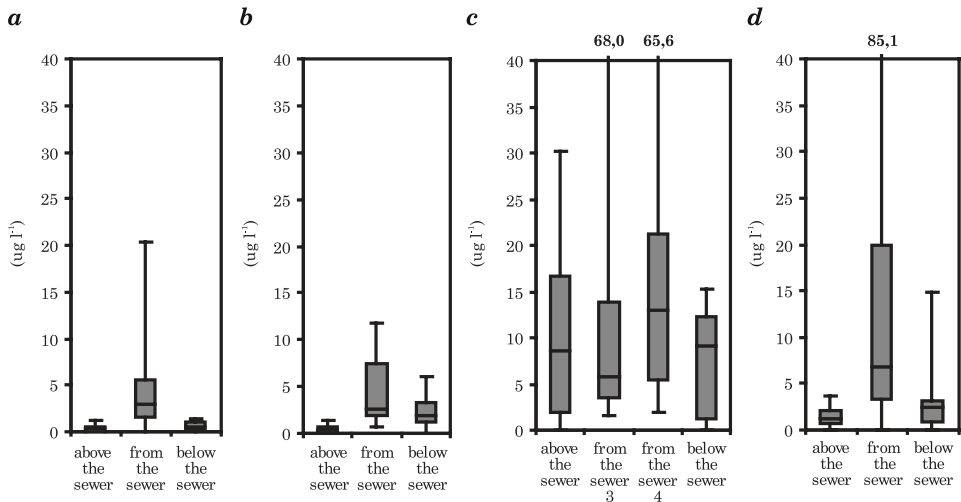 a
b
c
d
68,0
65,6
85,1
40
35
30
25
20
15
10
5
0
(ug l⁻¹)
above
the
sewer
from
the
sewer
below
the
sewer
40
35
30
25
20
15
10
5
0
(ug l⁻¹)
above
the
sewer
from
the
sewer
below
the
sewer
40
35
30
25
20
15
10
5
0
(ug l⁻¹)
above
the
sewer
from
the
sewer
3
from
the
sewer
4
below
the
sewer
40
35
30
25
20
15
10
5
0
(ug l⁻¹)
above
the
sewer
from
the
sewer
below
the
sewer